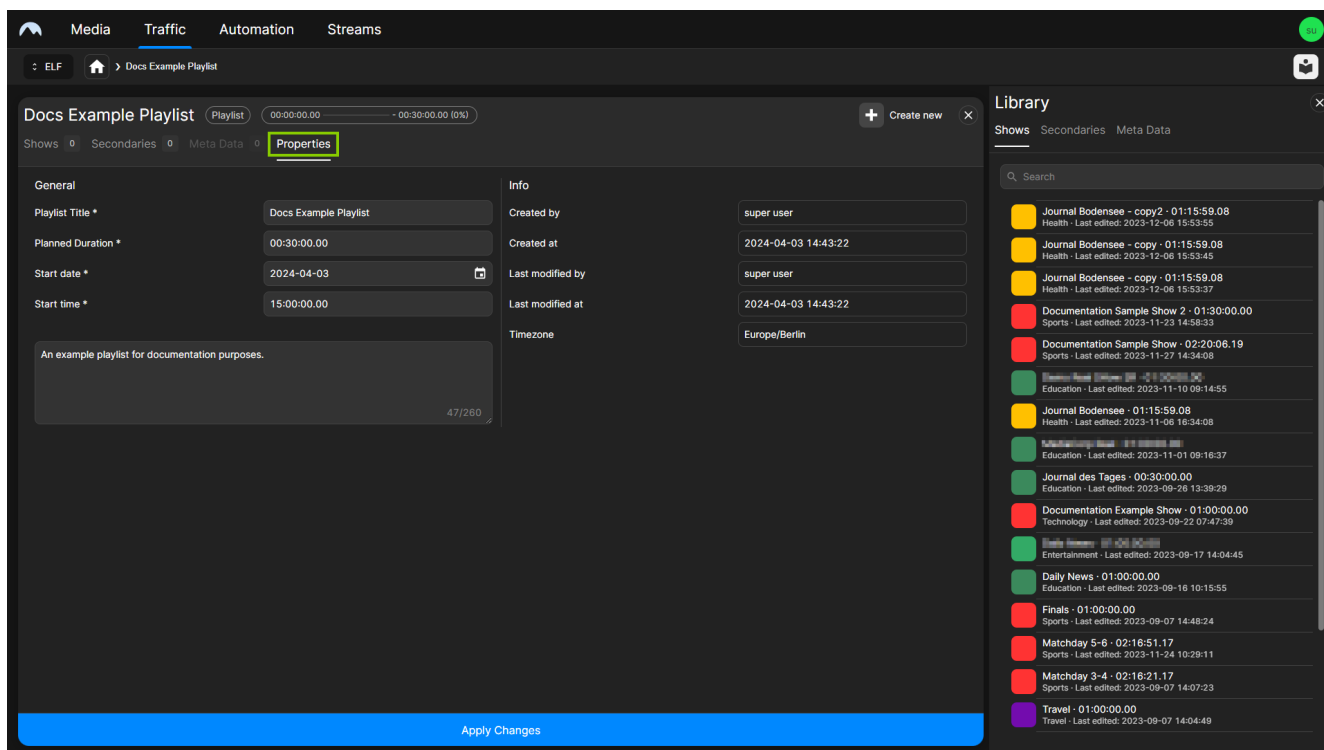 Media Traffic Automation Streams
su
ELF Docs Example Playlist
Docs Example Playlist Playlist 00:00:00.00 - 00:30:00.00 (0%) Create new
Shows 0 Secondaries 0 Meta Data 0 Properties
General
Playlist Title * Docs Example Playlist
Planned Duration * 00:30:00.00
Start date * 2024-04-03
Start time * 15:00:00.00
An example playlist for documentation purposes.
47/260
Info
Created by super user
Created at 2024-04-03 14:43:22
Last modified by super user
Last modified at 2024-04-03 14:43:22
Timezone Europe/Berlin
Apply Changes
Library
Shows Secondaries Meta Data
Search
Journal Bodensee - copy2 · 01:15:59.08
Health · Last edited: 2023-12-06 15:53:55
Journal Bodensee - copy · 01:15:59.08
Health · Last edited: 2023-12-06 15:53:45
Journal Bodensee - copy · 01:15:59.08
Health · Last edited: 2023-12-06 15:53:37
Documentation Sample Show 2 · 01:30:00.00
Sports · Last edited: 2023-11-23 14:58:33
Documentation Sample Show · 02:20:06.19
Sports · Last edited: 2023-11-27 14:34:08
Education · Last edited: 2023-11-10 09:14:55
Journal Bodensee · 01:15:59.08
Health · Last edited: 2023-11-06 16:34:08
Education · Last edited: 2023-11-01 09:16:37
Journal des Tages · 00:30:00.00
Education · Last edited: 2023-09-26 13:39:29
Documentation Example Show · 01:00:00.00
Technology · Last edited: 2023-09-22 07:47:39
Entertainment · Last edited: 2023-09-17 14:04:45
Daily News · 01:00:00.00
Education · Last edited: 2023-09-16 10:15:55
Finals · 01:00:00.00
Sports · Last edited: 2023-09-07 14:48:24
Matchday 5-6 · 02:16:51.17
Sports · Last edited: 2023-11-24 10:29:11
Matchday 3-4 · 02:16:21.17
Sports · Last edited: 2023-09-07 14:07:23
Travel · 01:00:00.00
Travel · Last edited: 2023-09-07 14:04:49